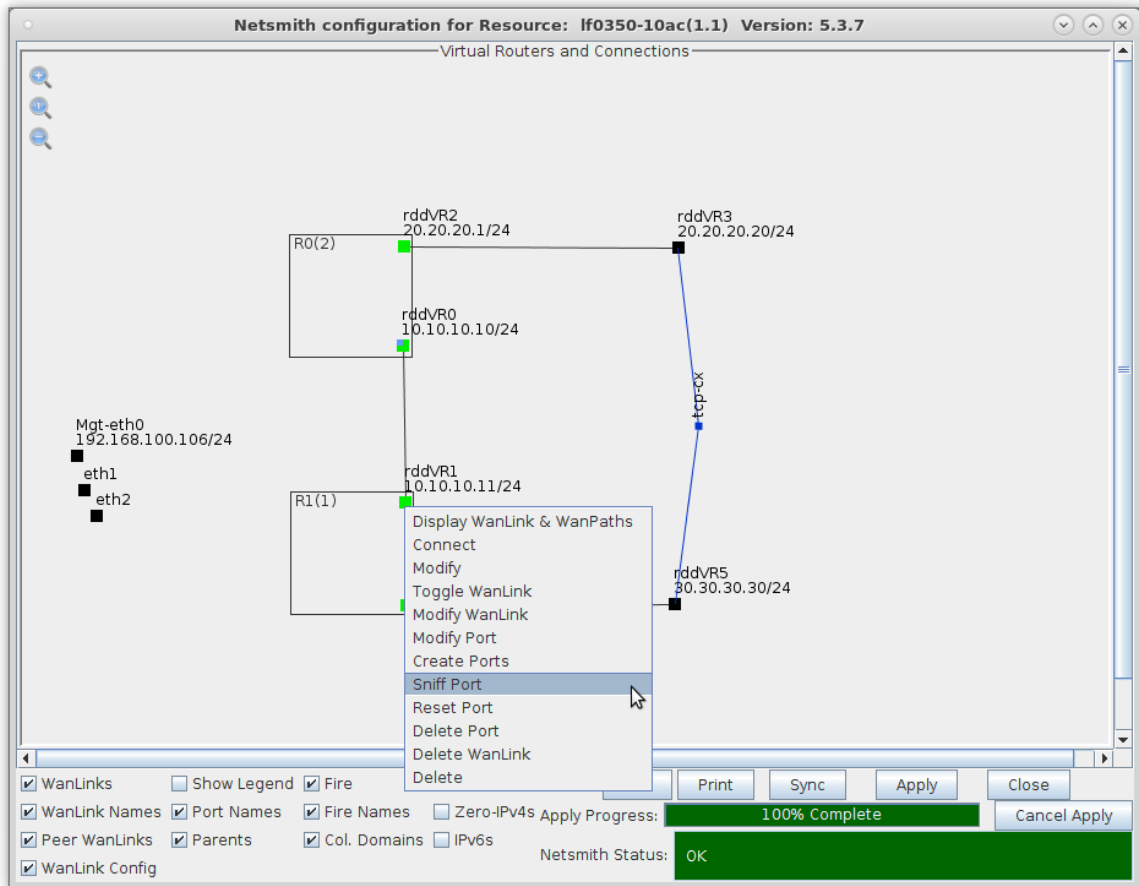 Netsmith configuration for Resource:  lf0350-10ac(1.1)  Version: 5.3.7
Virtual Routers and Connections
rddVR2
20.20.20.1/24
rddVR3
20.20.20.20/24
R0(2)
rddVR0
10.10.10.10/24
tcp-cx
Mgt-eth0
192.168.100.106/24
eth1
eth2
rddVR1
10.10.10.11/24
R1(1)
Display WanLink & WanPaths
Connect
Modify
Toggle WanLink
Modify WanLink
Modify Port
Create Ports
Sniff Port
Reset Port
Delete Port
Delete WanLink
Delete
rddVR5
30.30.30.30/24
WanLinks Show Legend Fire Print Sync Apply Close
WanLink Names Port Names Fire Names Zero-IPv4s Apply Progress: 100% Complete Cancel Apply
Peer WanLinks Parents Col. Domains IPv6s
Netsmith Status: OK
WanLink Config